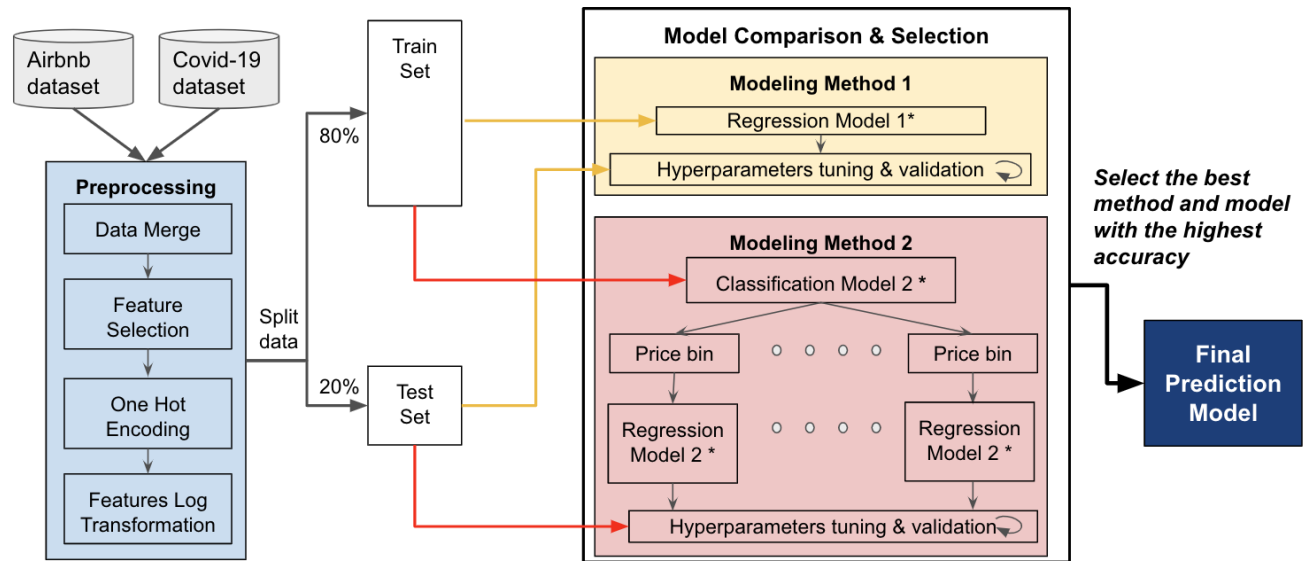 Airbnb
dataset
Covid-19
dataset
Preprocessing
Data Merge
Feature
Selection
One Hot
Encoding
Features Log
Transformation
Split
data
80%
20%
Train
Set
Test
Set
Model Comparison & Selection
Modeling Method 1
Regression Model 1*
Hyperparameters tuning & validation
Modeling Method 2
Classification Model 2 *
Price bin
Price bin
Regression
Model 2 *
Regression
Model 2 *
Hyperparameters tuning & validation
Select the best
method and model
with the highest
accuracy
Final
Prediction
Model